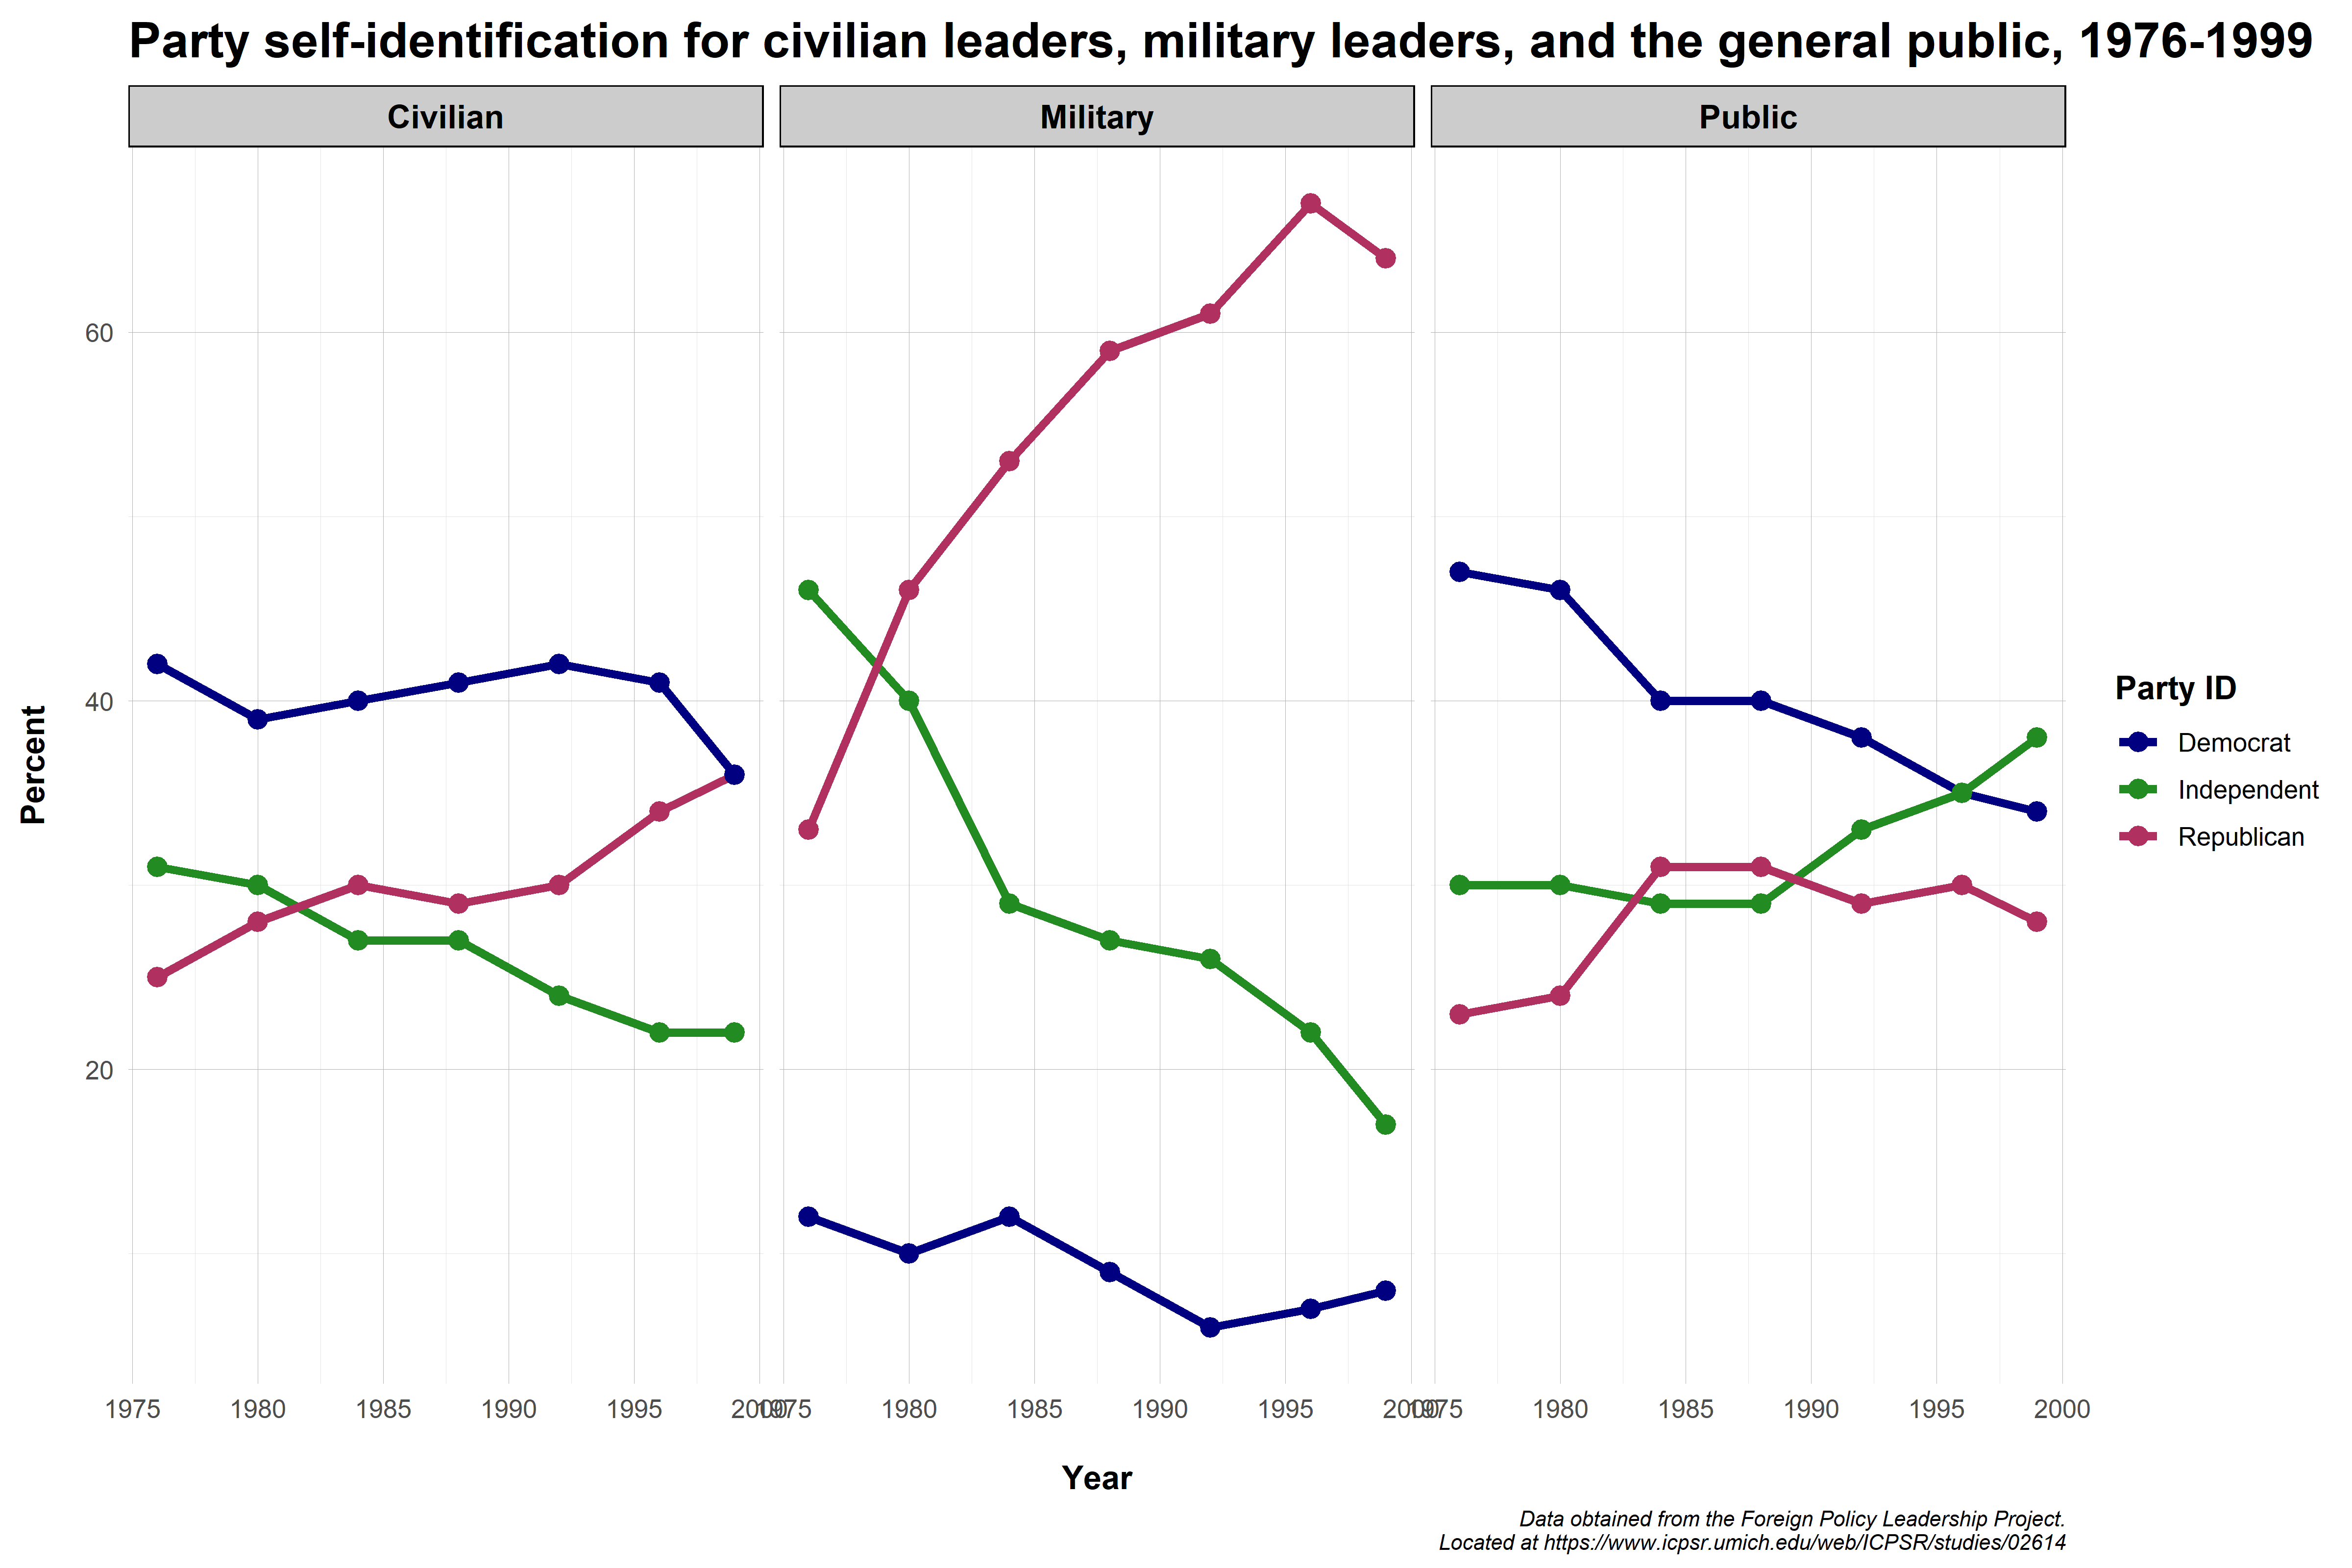 Party self-identification for civilian leaders, military leaders, and the general public, 1976-1999
Civilian
Military
Public
60
40
20
Percent
1975 1980 1985 1990 1995 2000
1975 1980 1985 1990 1995 2000
1975 1980 1985 1990 1995 2000
Year
Party ID
Democrat
Independent
Republican
Data obtained from the Foreign Policy Leadership Project.
Located at https://www.icpsr.umich.edu/web/ICPSR/studies/02614